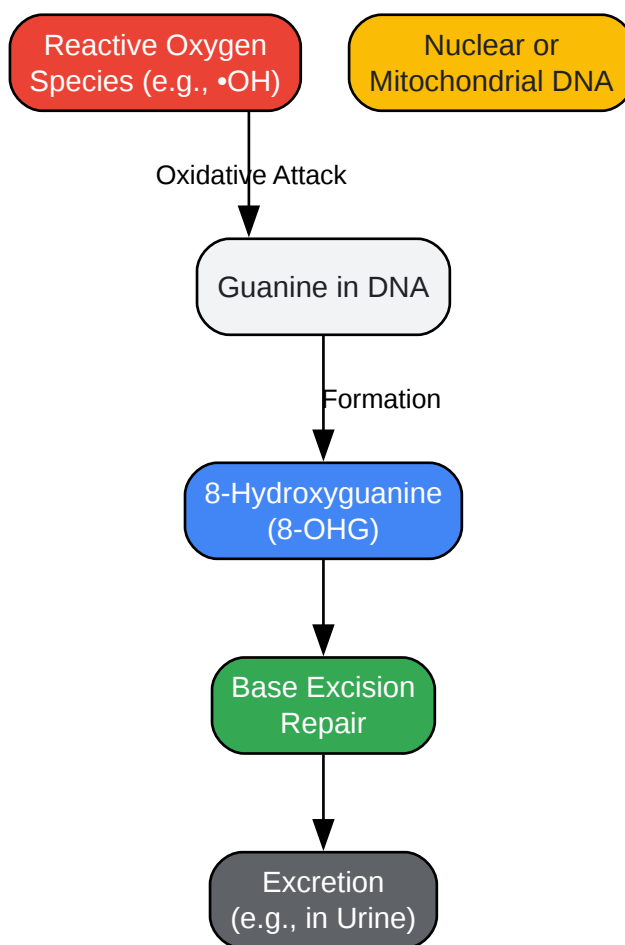 Reactive Oxygen
Species (e.g., •OH)
Nuclear or
Mitochondrial DNA
Oxidative Attack
Guanine in DNA
Formation
8-Hydroxyguanine
(8-OHG)
Base Excision
Repair
Excretion
(e.g., in Urine)